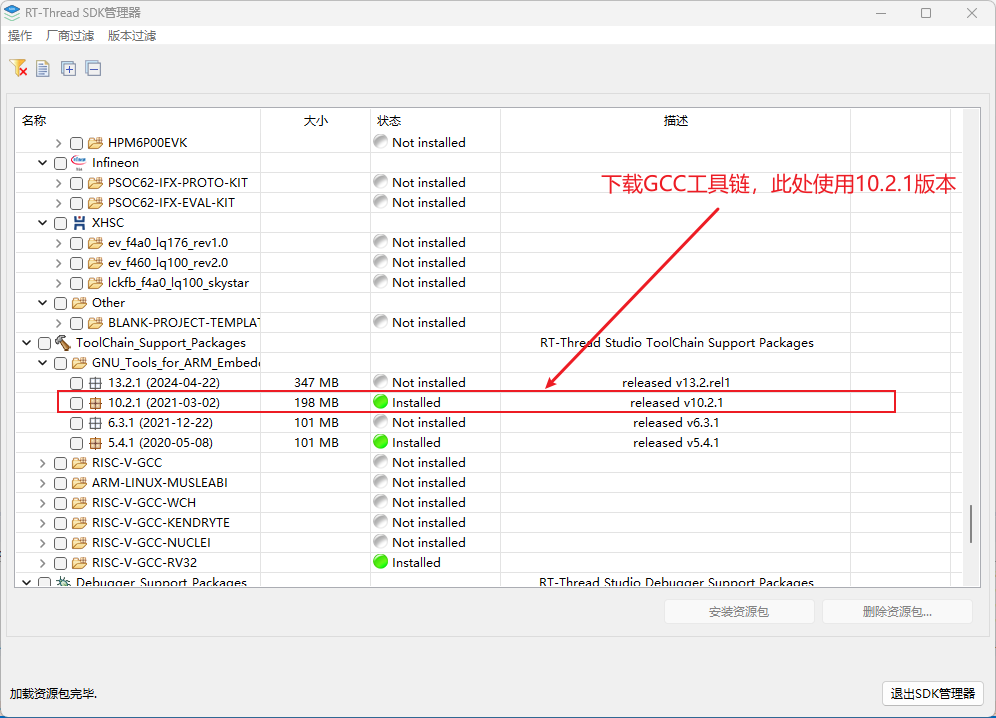 RT-Thread SDK管理器
操作 厂商过滤 版本过滤
名称 大小 状态 描述
HPM6P00EVK Not installed
Infineon
PSOC62-IFX-PROTO-KIT Not installed
下载GCC工具链，此处使用10.2.1版本
PSOC62-IFX-EVAL-KIT Not installed
XHSC
ev_f4a0_lq176_rev1.0 Not installed
ev_f460_lq100_rev2.0 Not installed
lckfb_f4a0_lq100_skystar Not installed
Other
BLANK-PROJECT-TEMPLAT Not installed
ToolChain_Support_Packages RT-Thread Studio ToolChain Support Packages
GNU_Tools_for_ARM_Embedde
13.2.1 (2024-04-22) 347 MB Not installed released v13.2.rel1
10.2.1 (2021-03-02) 198 MB Installed released v10.2.1
6.3.1 (2021-12-22) 101 MB Not installed released v6.3.1
5.4.1 (2020-05-08) 101 MB Installed released v5.4.1
RISC-V-GCC Not installed
ARM-LINUX-MUSLEABI Not installed
RISC-V-GCC-WCH Not installed
RISC-V-GCC-KENDRYTE Not installed
RISC-V-GCC-NUCLEI Not installed
RISC-V-GCC-RV32 Installed
Debugger_Support_Packages RT-Thread Studio Debugger Support Packages
安装资源包 删除资源包...
加载资源包完毕.
退出SDK管理器